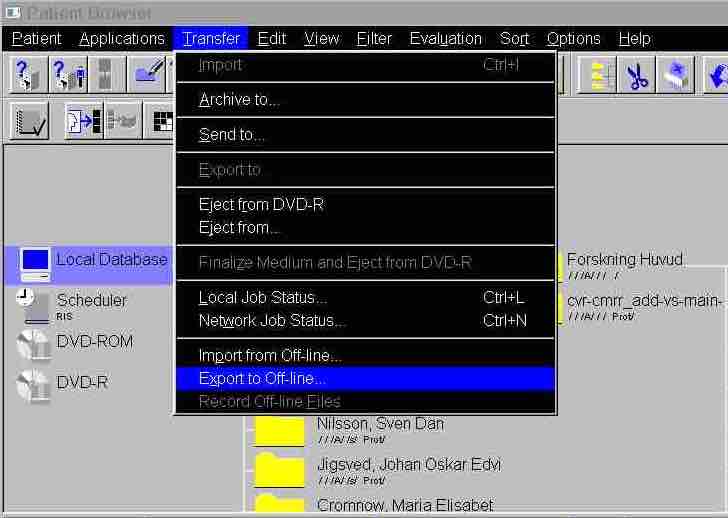 Patient Browser
Patient Applications Transfer Edit View Filter Evaluation Sort Options Help
Import Ctrl+I
Archive to...
Send to...
Export to
Eject from DVD-R
Eject from...
Finalize Medium and Eject from DVD-R
Local Job Status... Ctrl+L
Network Job Status... Ctrl+N
Import from Off-line...
Export to Off-line...
Record Off-line Files
Local Database
Scheduler
RIS
DVD-ROM
DVD-R
Forskning Huvud
/ / /A/ / / /
cvr-cmrr_add-vs-main-
/ / /A/ / / Prot/
Nilsson, Sven Dan
/ / /A/ /s/ Prot/
Jigsved, Johan Oskar Edvi
/ / /A/ /s/ Prot/
Cromnow, Maria Elisabet